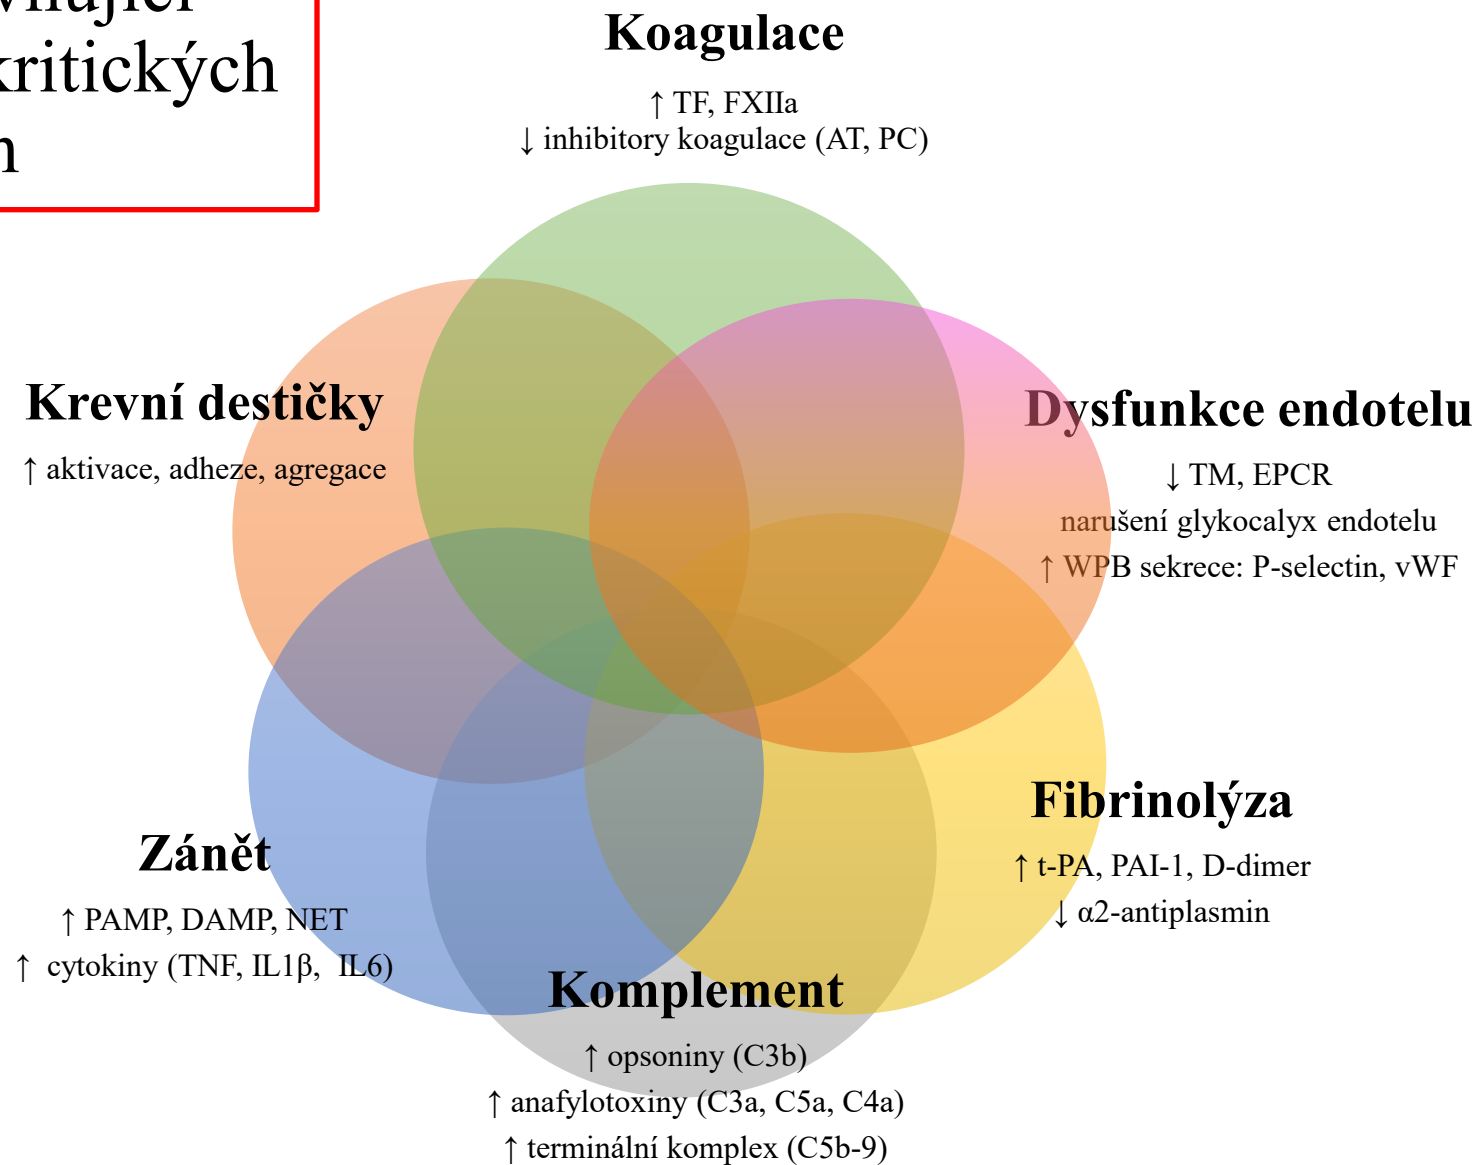 kritických
Koagulace
↑ TF, FXIIa
↓ inhibitory koagulace (AT, PC)
Krevní destičky
↑ aktivace, adheze, agregace
Dysfunkce endotelu
↓ TM, EPCR
narušení glykocalyx endotelu
↑ WPB sekrece: P-selectin, vWF
Fibrinolýza
↑ t-PA, PAI-1, D-dimer
↓ α2-antiplasmin
Zánět
↑ PAMP, DAMP, NET
↑ cytokiny (TNF, IL1β, IL6)
Komplement
↑ opsoniny (C3b)
↑ anafylotoxiny (C3a, C5a, C4a)
↑ terminální komplex (C5b-9)